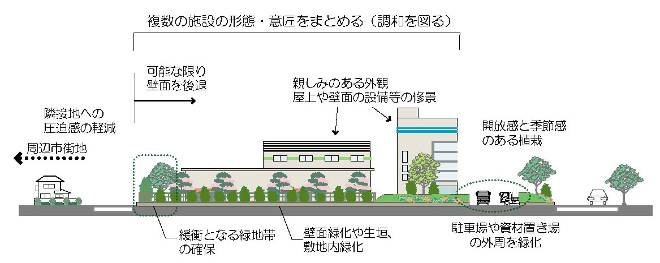 複数の施設の形態・意匠をまとめる（調和を図る）
可能な限り
壁面を後退
親しみのある外観
屋上や壁面の設備等の修景
隣接地への
圧迫感の軽減
周辺市街地
開放感と季節感
のある植栽
緩衝となる緑地帯
の確保
壁面緑化や生垣、
敷地内緑化
駐車場や資材置き場
の外周を緑化